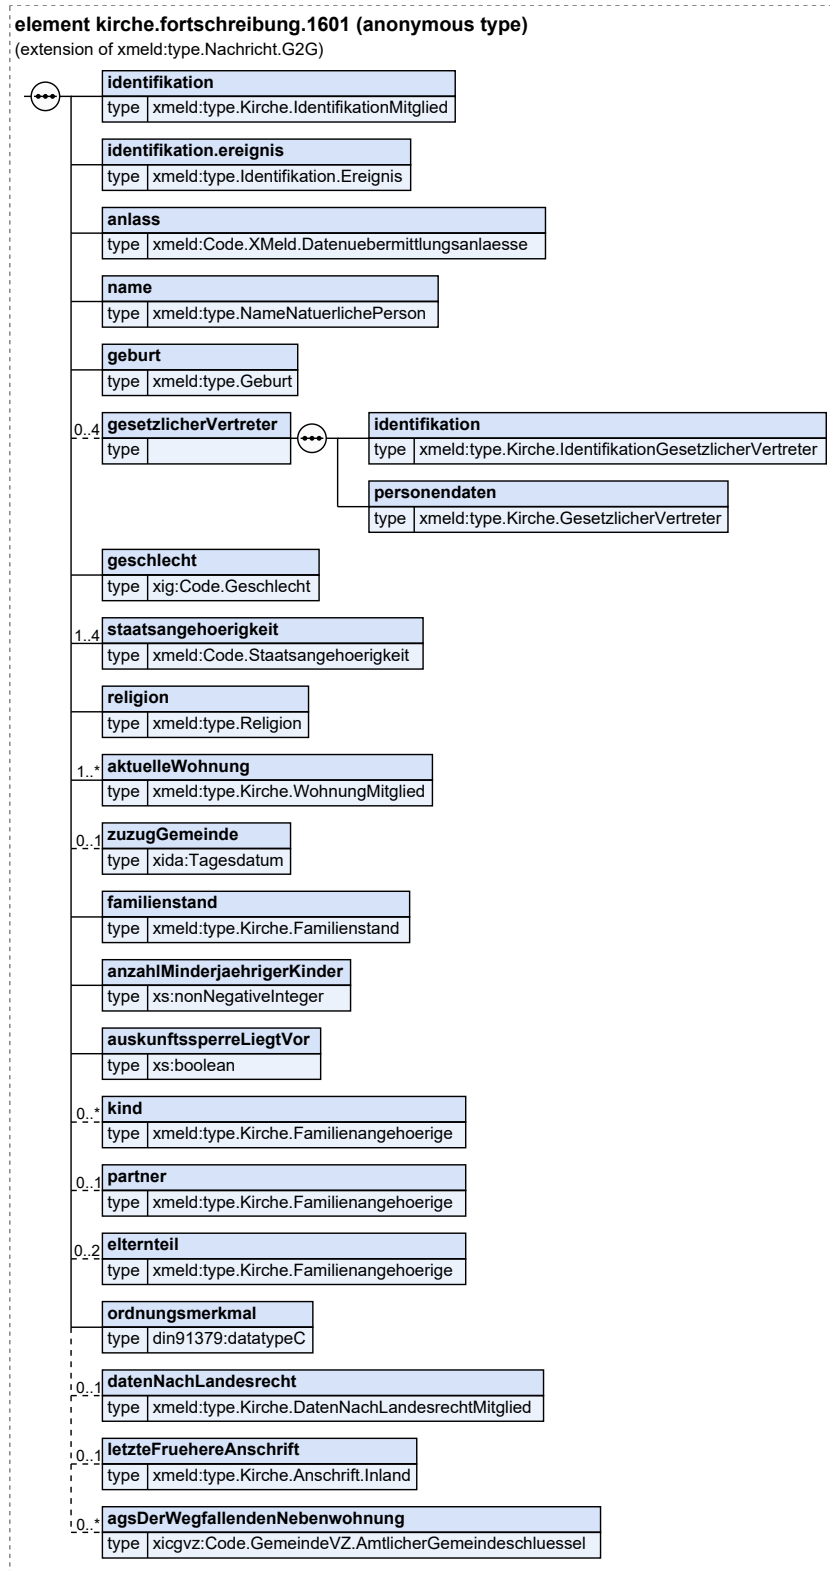 element kirche.fortschreibung.1601 (anonymous type)
(extension of xmeld:type.Nachricht.G2G)
identifikation
type xmeld:type.Kirche.IdentifikationMitglied
identifikation.ereignis
type xmeld:type.Identifikation.Ereignis
anlass
type xmeld:Code.XMeld.Datenuebermittlungsanlaesse
name
type xmeld:type.NameNatuerlichePerson
geburt
type xmeld:type.Geburt
0..4 gesetzlicherVertreter
type
identifikation
type xmeld:type.Kirche.IdentifikationGesetzlicherVertreter
personendaten
type xmeld:type.Kirche.GesetzlicherVertreter
geschlecht
type xig:Code.Geschlecht
1..4 staatsangehoerigkeit
type xmeld:Code.Staatsangehoerigkeit
religion
type xmeld:type.Religion
1..* aktuelleWohnung
type xmeld:type.Kirche.WohnungMitglied
0..1 zuzugGemeinde
type xida:Tagesdatum
familienstand
type xmeld:type.Kirche.Familienstand
anzahlMinderjaehrigerKinder
type xs:nonNegativeInteger
auskunftssperreLiegtVor
type xs:boolean
0..* kind
type xmeld:type.Kirche.Familienangehoerige
0..1 partner
type xmeld:type.Kirche.Familienangehoerige
0..2 elternteil
type xmeld:type.Kirche.Familienangehoerige
ordnungsmerkmal
type din91379:datatypeC
0..1 datenNachLandesrecht
type xmeld:type.Kirche.DatenNachLandesrechtMitglied
0..1 letzteFruehereAnschrift
type xmeld:type.Kirche.Anschrift.Inland
0..* agsDerWegfallendenNebenwohnung
type xicgvz:Code.GemeindeVZ.AmtlicherGemeindeschluessel